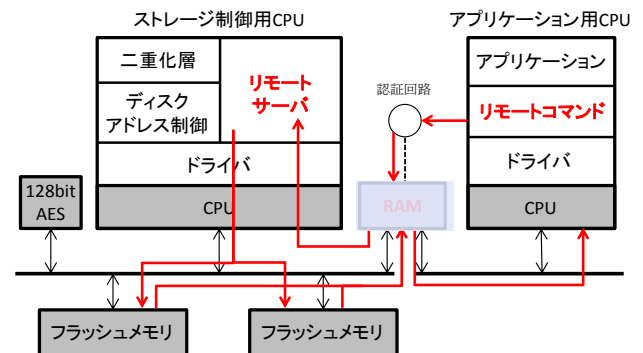 ストレージ制御用CPU
アプリケーション用CPU
二重化層
ディスク
アドレス制御
リモート
サーバ
ドライバ
CPU
128bit
AES
認証回路
RAM
アプリケーション
リモートコマンド
ドライバ
CPU
フラッシュメモリ
フラッシュメモリ